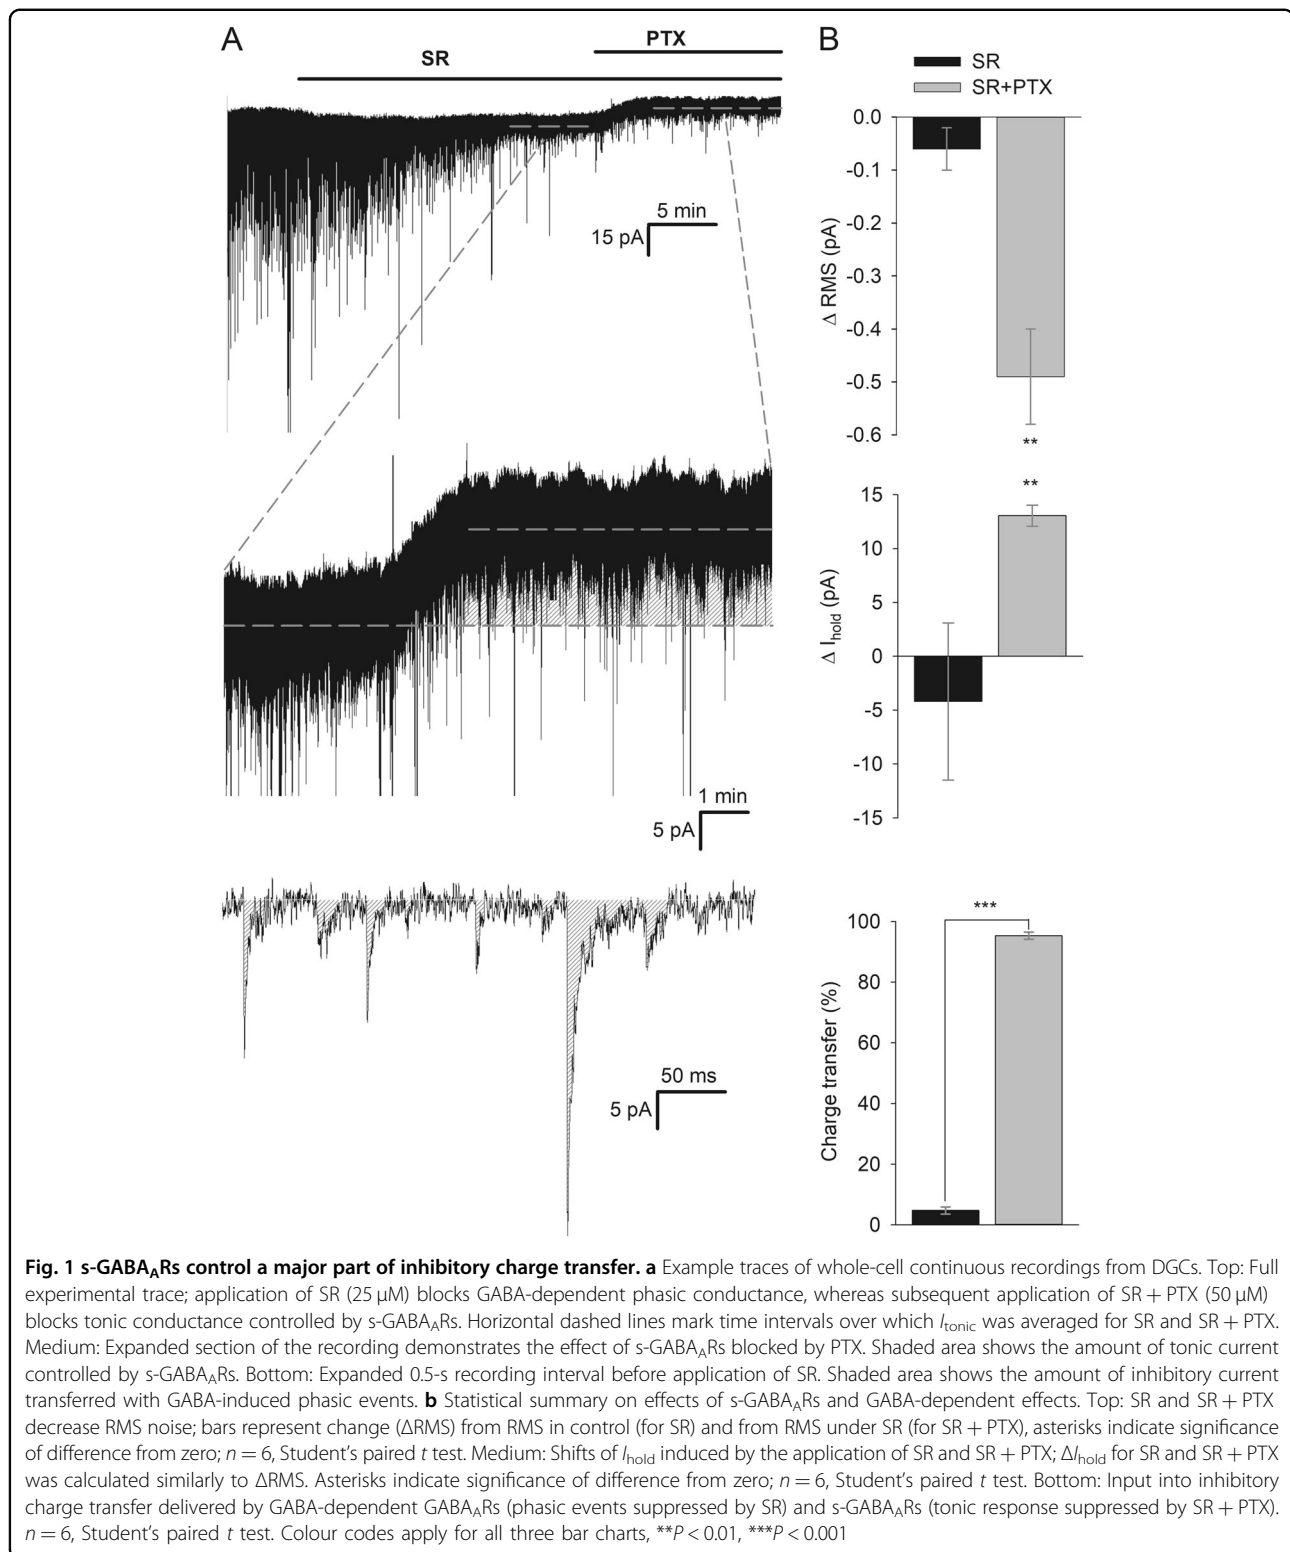 A
B
PTX
SR
SR
SR+PTX
5 min
15 pA
0.0
-0.1
-0.2
-0.3
-0.4
-0.5
-0.6
Δ RMS (pA)
**
**
15
10
5
0
-5
-10
-15
Δ Ihold (pA)
1 min
5 pA
50 ms
5 pA
***
100
80
60
40
20
0
Charge transfer (%)
Fig. 1 s-GABAARs control a major part of inhibitory charge transfer. a Example traces of whole-cell continuous recordings from DGCs. Top: Full
experimental trace; application of SR (25 μM) blocks GABA-dependent phasic conductance, whereas subsequent application of SR + PTX (50 μM)
blocks tonic conductance controlled by s-GABAARs. Horizontal dashed lines mark time intervals over which Itonic was averaged for SR and SR + PTX.
Medium: Expanded section of the recording demonstrates the effect of s-GABAARs blocked by PTX. Shaded area shows the amount of tonic current
controlled by s-GABAARs. Bottom: Expanded 0.5-s recording interval before application of SR. Shaded area shows the amount of inhibitory current
transferred with GABA-induced phasic events. b Statistical summary on effects of s-GABAARs and GABA-dependent effects. Top: SR and SR + PTX
decrease RMS noise; bars represent change (ΔRMS) from RMS in control (for SR) and from RMS under SR (for SR + PTX), asterisks indicate significance
of difference from zero; n = 6, Student's paired t test. Medium: Shifts of Ihold induced by the application of SR and SR + PTX; ΔIhold for SR and SR + PTX
was calculated similarly to ΔRMS. Asterisks indicate significance of difference from zero; n = 6, Student's paired t test. Bottom: Input into inhibitory
charge transfer delivered by GABA-dependent GABAARs (phasic events suppressed by SR) and s-GABAARs (tonic response suppressed by SR + PTX).
n = 6, Student's paired t test. Colour codes apply for all three bar charts, **P < 0.01, ***P < 0.001